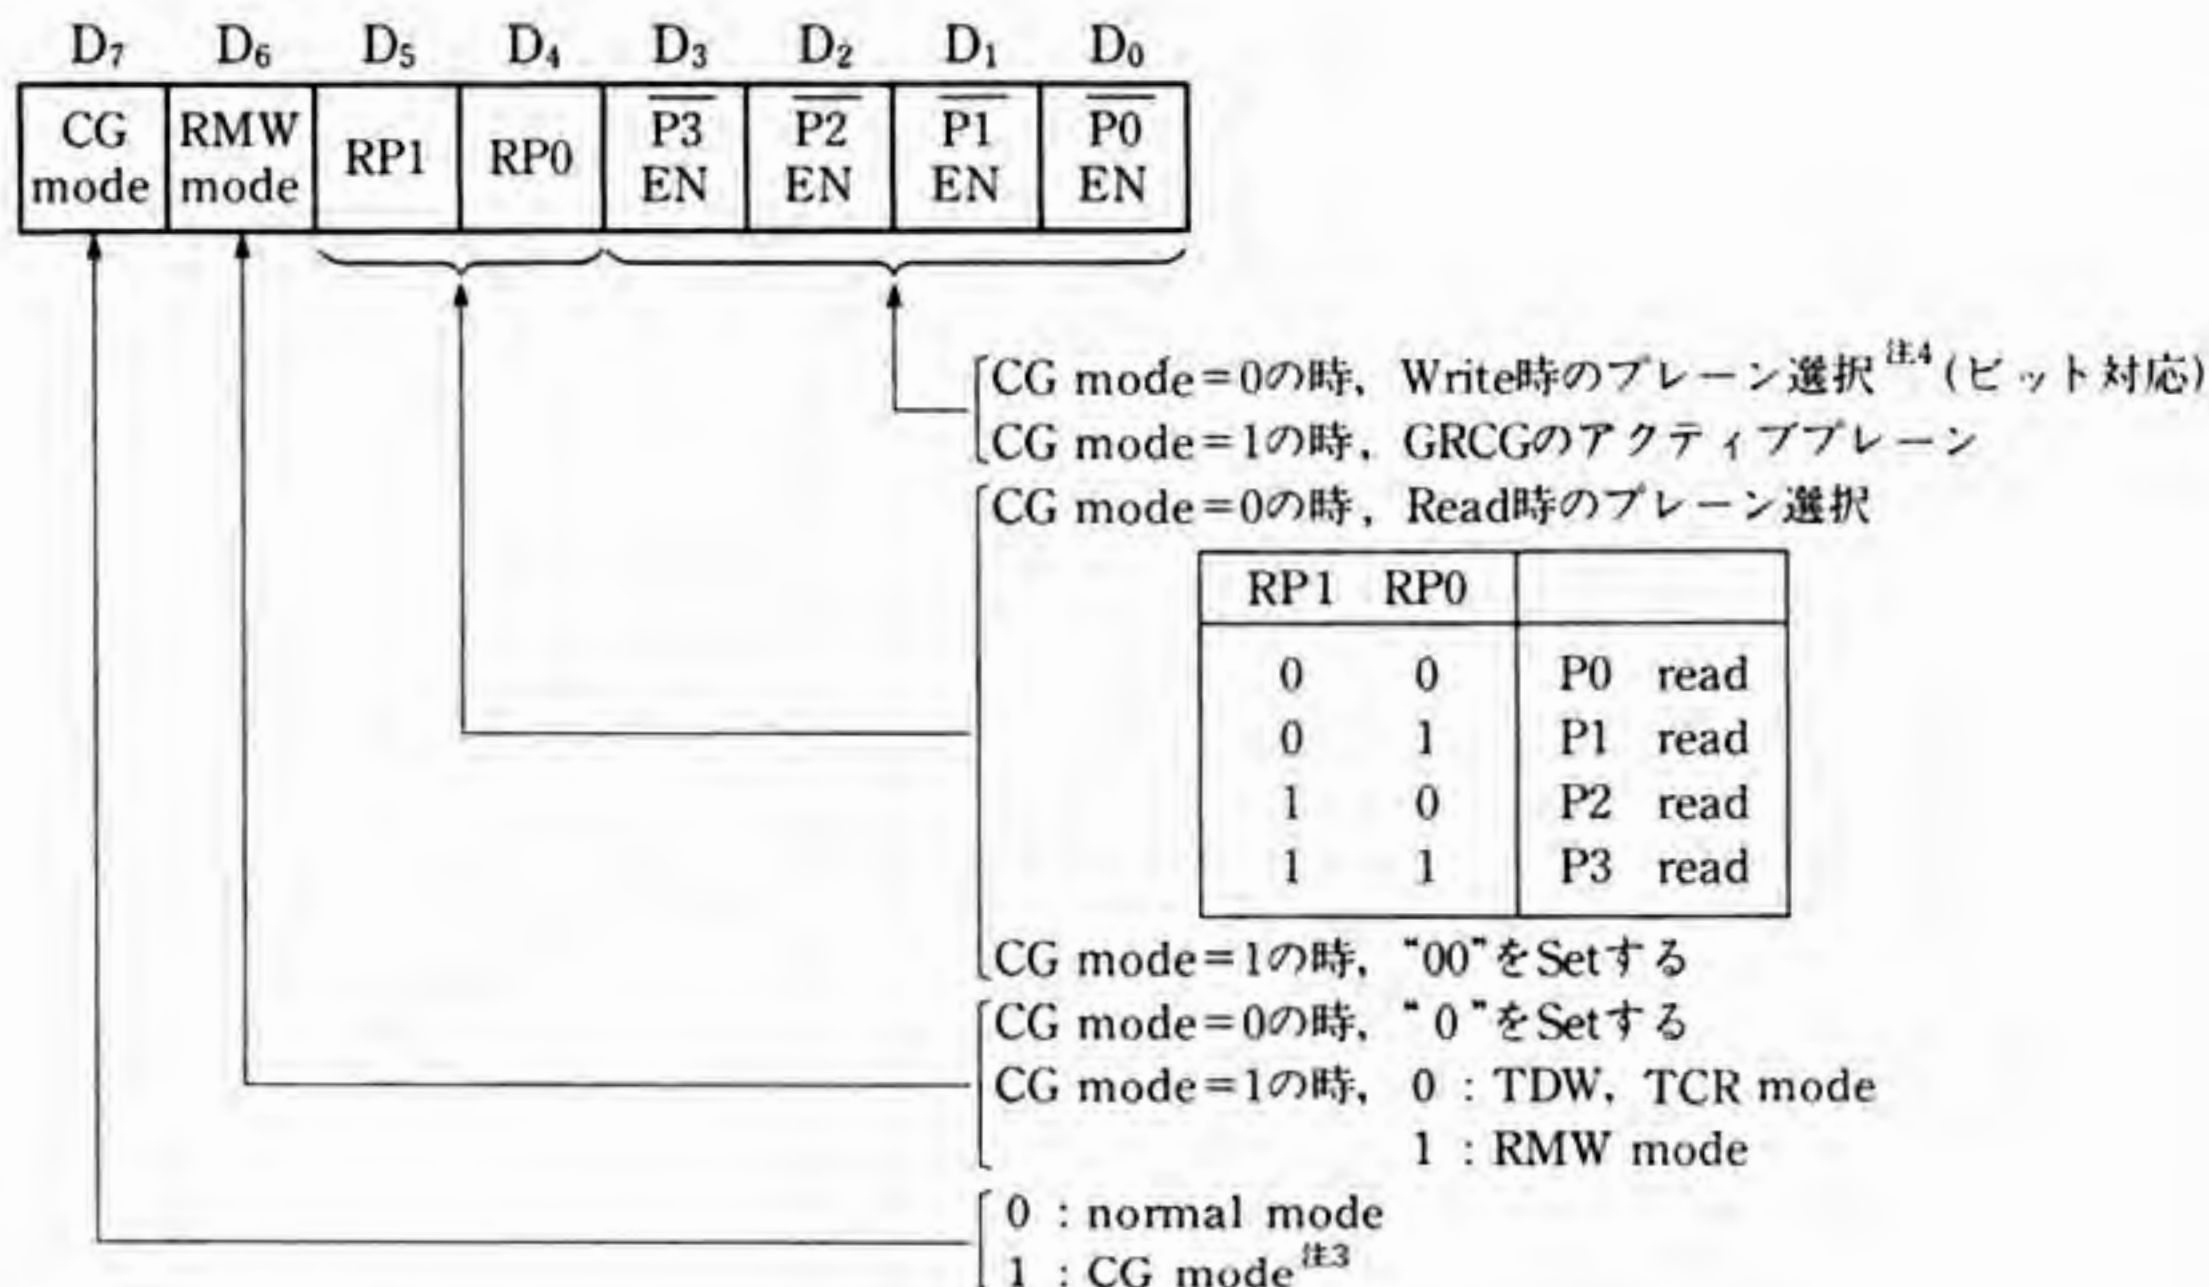 D7 D6 D5 D4 D3 D2 D1 D0
CG mode RMW mode RP1 RP0 P3 EN P2 EN P1 EN P0 EN
CG mode=0の時, Write時のプレーン選択注4(ビット対応)
CG mode=1の時, GRCGのアクティブプレーン
CG mode=0の時, Read時のプレーン選択
RP1 RP0
0 0 P0 read
0 1 P1 read
1 0 P2 read
1 1 P3 read
CG mode=1の時, “00”をSetする
CG mode=0の時, “0”をSetする
CG mode=1の時, 0 : TDW, TCR mode
1 : RMW mode
0 : normal mode
1 : CG mode注3